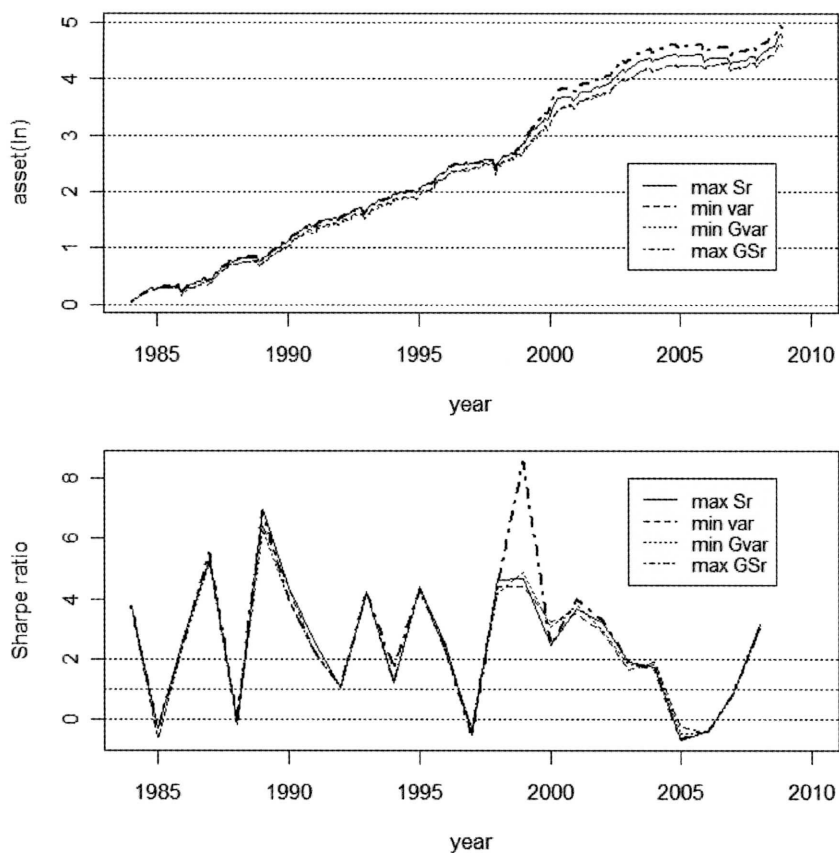 5
4
3
2
1
0
asset(ln)
max Sr
min var
min Gvar
max GSr
1985 1990 1995 2000 2005 2010
year
8
6
4
2
0
Sharpe ratio
max Sr
min var
min Gvar
max GSr
1985 1990 1995 2000 2005 2010
year